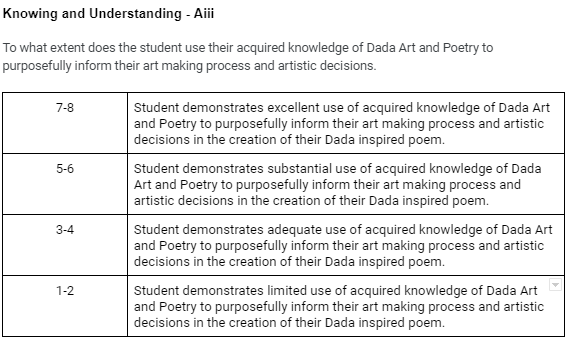 Knowing and Understanding - Aiii
To what extent does the student use their acquired knowledge of Dada Art and Poetry to
purposefully inform their art making process and artistic decisions.
7-8
Student demonstrates excellent use of acquired knowledge of Dada Art
and Poetry to purposefully inform their art making process and artistic
decisions in the creation of their Dada inspired poem.
5-6
Student demonstrates substantial use of acquired knowledge of Dada
Art and Poetry to purposefully inform their art making process and
artistic decisions in the creation of their Dada inspired poem.
3-4
Student demonstrates adequate use of acquired knowledge of Dada Art
and Poetry to purposefully inform their art making process and artistic
decisions in the creation of their Dada inspired poem.
1-2
Student demonstrates limited use of acquired knowledge of Dada Art
and Poetry to purposefully inform their art making process and artistic
decisions in the creation of their Dada inspired poem.